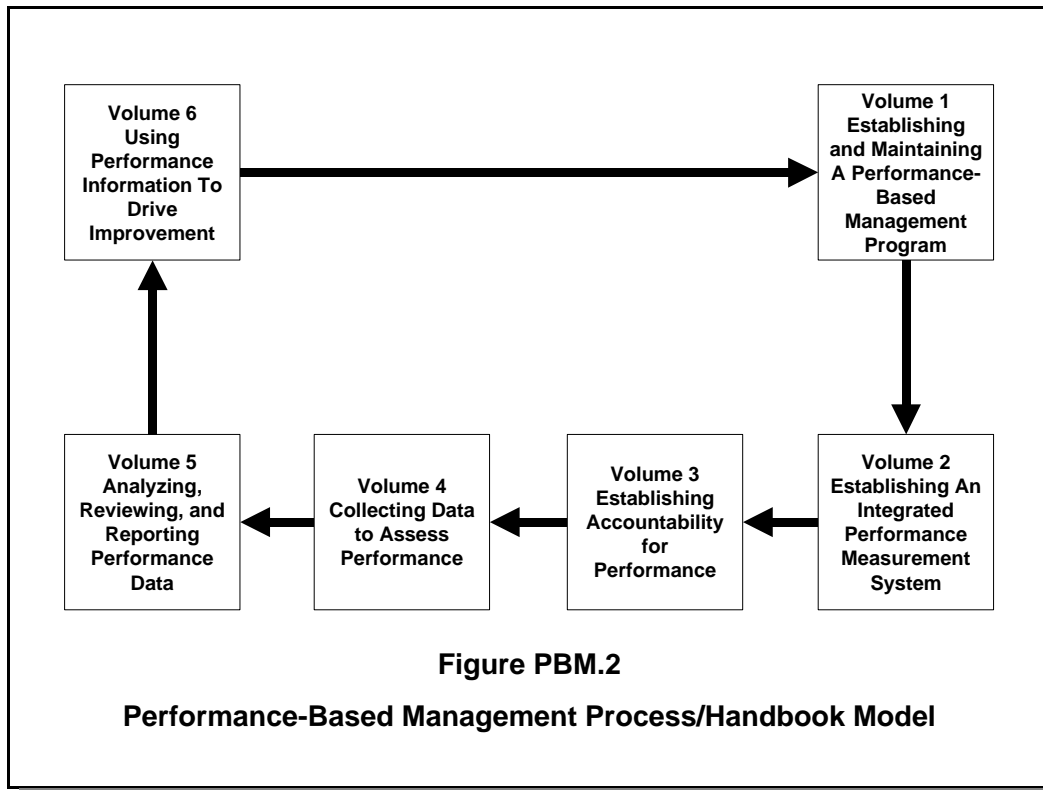 Volume 6
Using
Performance
Information To
Drive
Improvement
Volume 1
Establishing
and Maintaining
A Performance-
Based
Management
Program
Volume 5
Analyzing,
Reviewing, and
Reporting
Performance
Data
Volume 4
Collecting Data
to Assess
Performance
Volume 3
Establishing
Accountability
for
Performance
Volume 2
Establishing An
Integrated
Performance
Measurement
System
Figure PBM.2
Performance-Based Management Process/Handbook Model